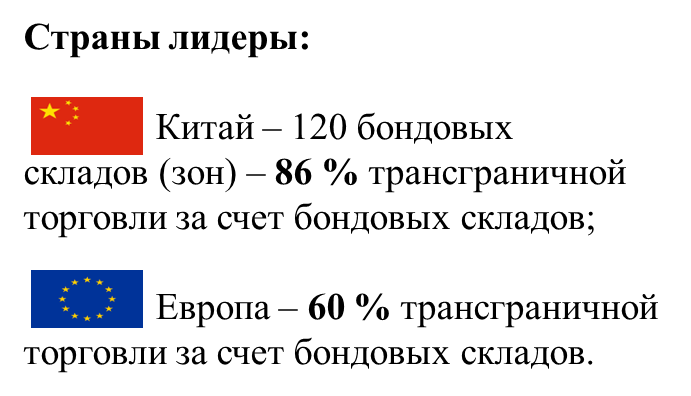 Страны лидеры:
Китай – 120 бондовых
складов (зон) – 86 % трансграничной
торговли за счет бондовых складов;
Европа – 60 % трансграничной
торговли за счет бондовых складов.